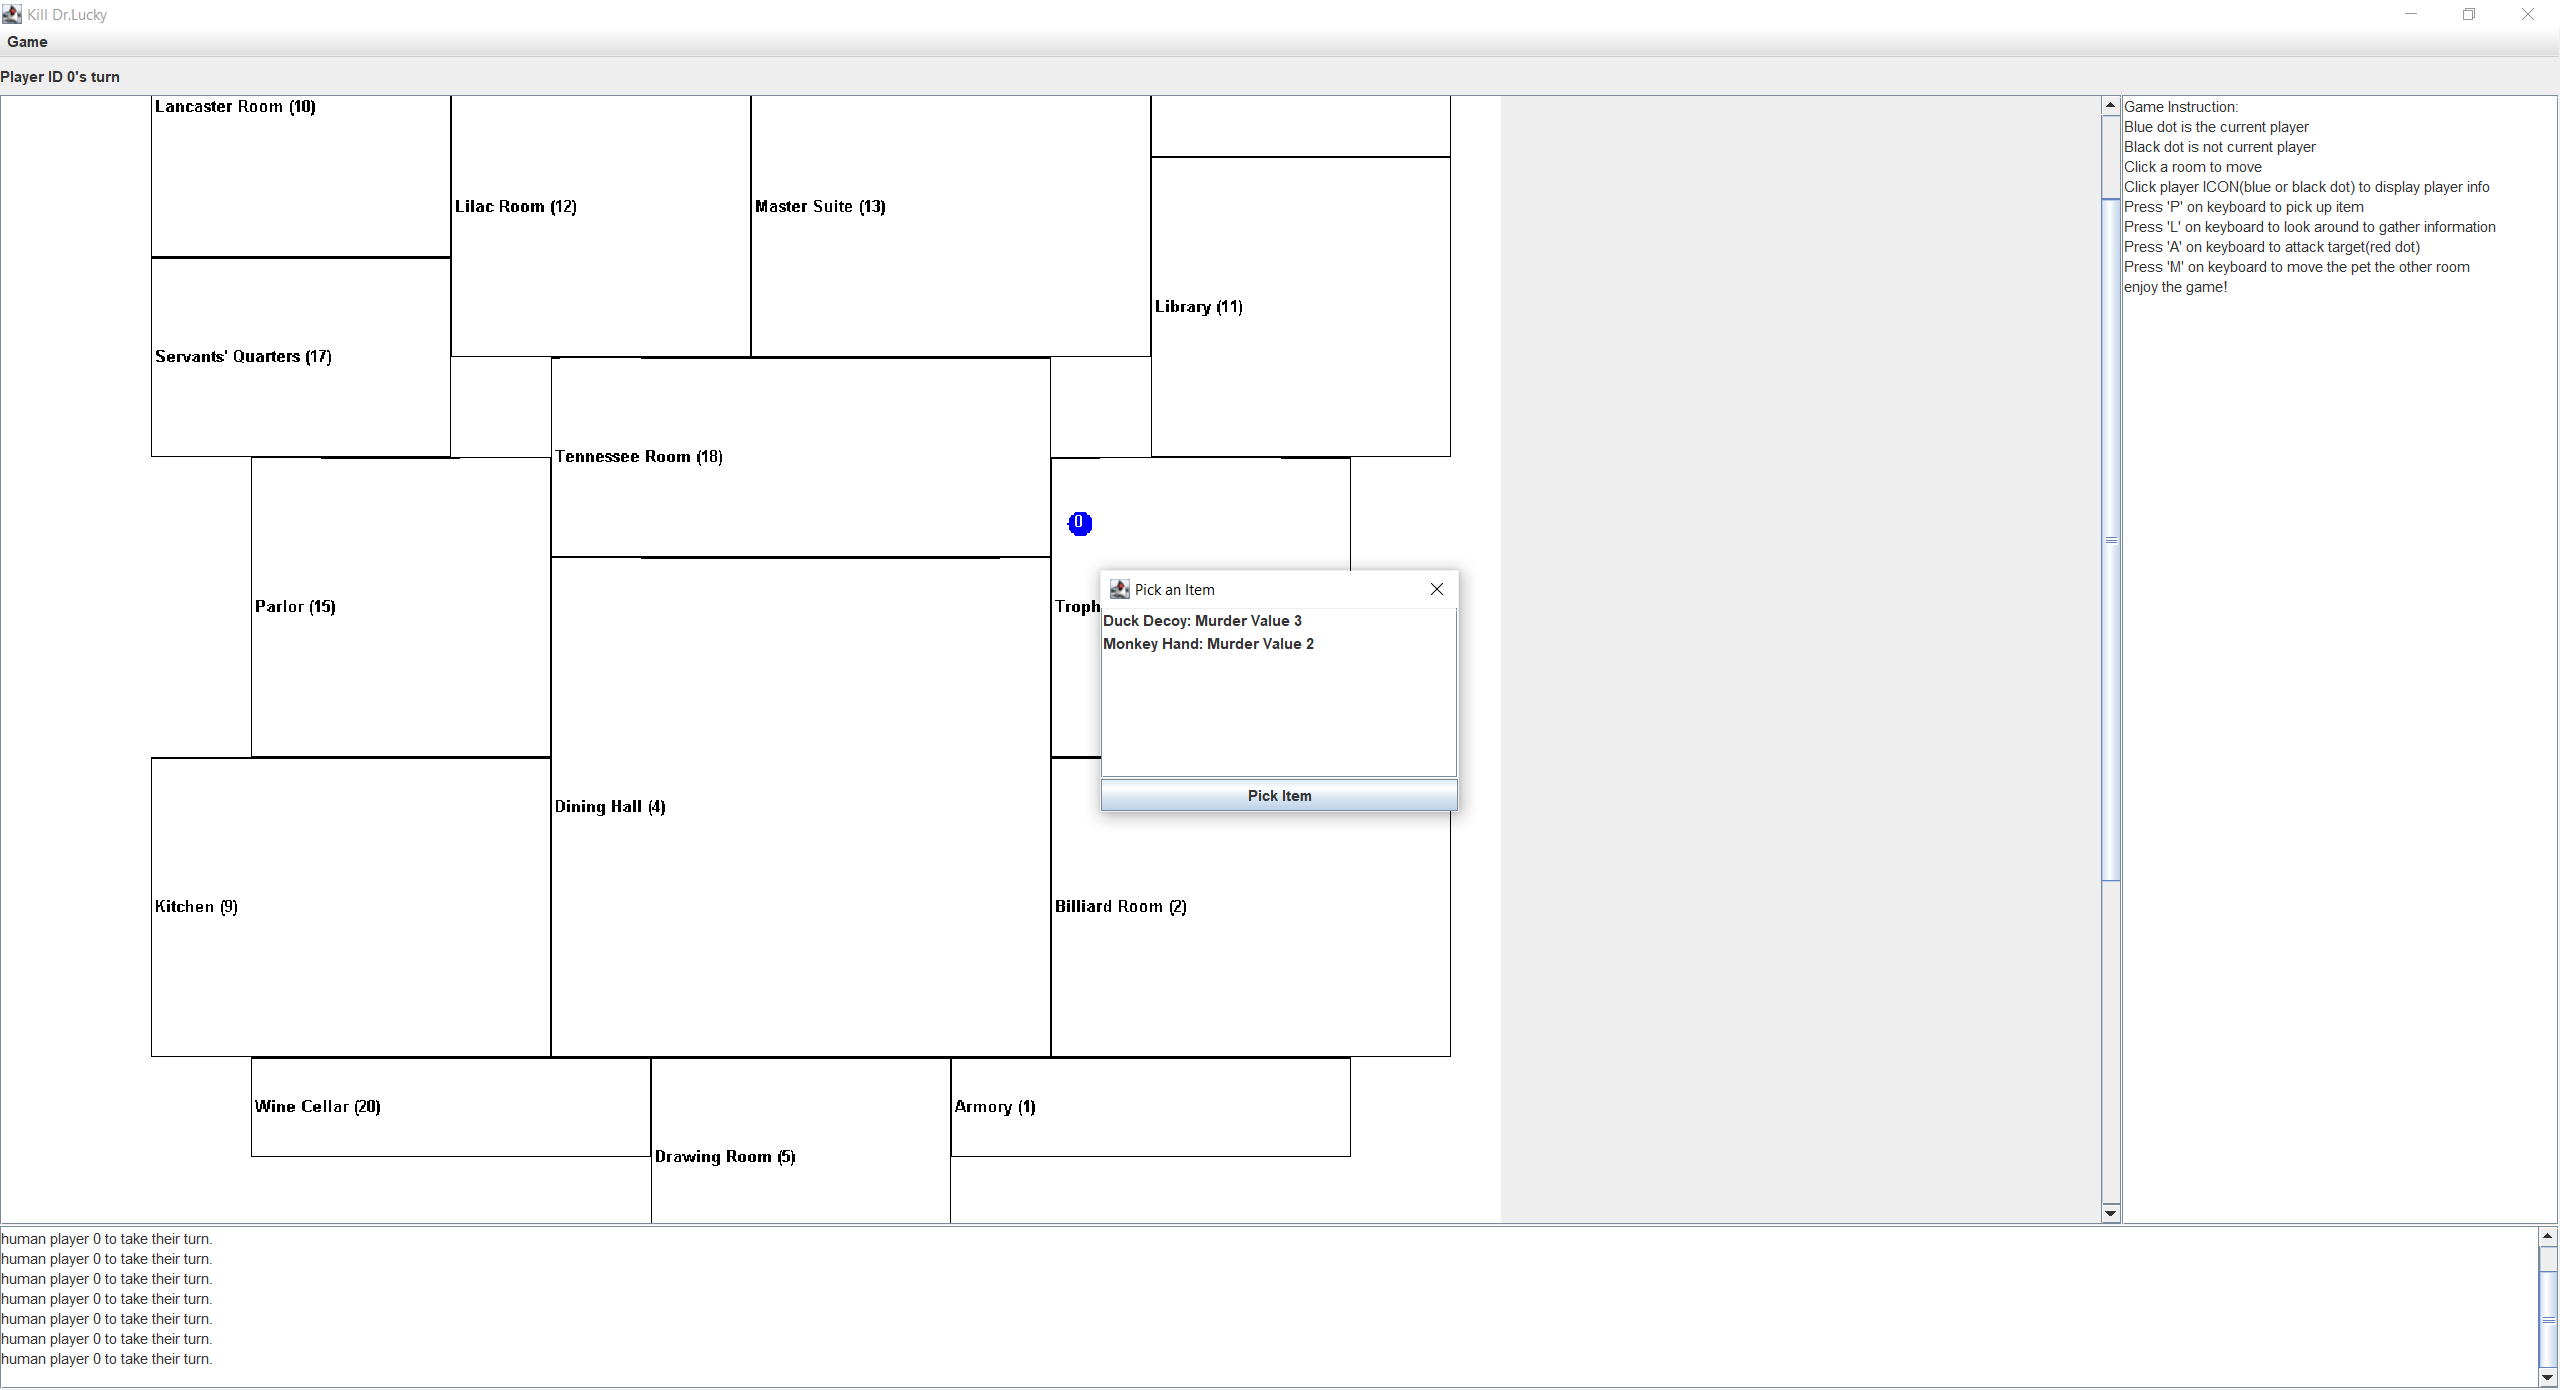 Kill Dr.Lucky
Game
Player ID 0's turn
Lancaster Room (10)
Lilac Room (12)
Master Suite (13)
Library (11)
Servants' Quarters (17)
Tennessee Room (18)
0
Parlor (15)
Troph
Pick an Item
Duck Decoy: Murder Value 3
Monkey Hand: Murder Value 2
Pick Item
Dining Hall (4)
Kitchen (9)
Billiard Room (2)
Wine Cellar (20)
Armory (1)
Drawing Room (5)
Game Instruction:
Blue dot is the current player
Black dot is not current player
Click a room to move
Click player ICON(blue or black dot) to display player info
Press 'P' on keyboard to pick up item
Press 'L' on keyboard to look around to gather information
Press 'A' on keyboard to attack target(red dot)
Press 'M' on keyboard to move the pet the other room
enjoy the game!
human player 0 to take their turn.
human player 0 to take their turn.
human player 0 to take their turn.
human player 0 to take their turn.
human player 0 to take their turn.
human player 0 to take their turn.
human player 0 to take their turn.